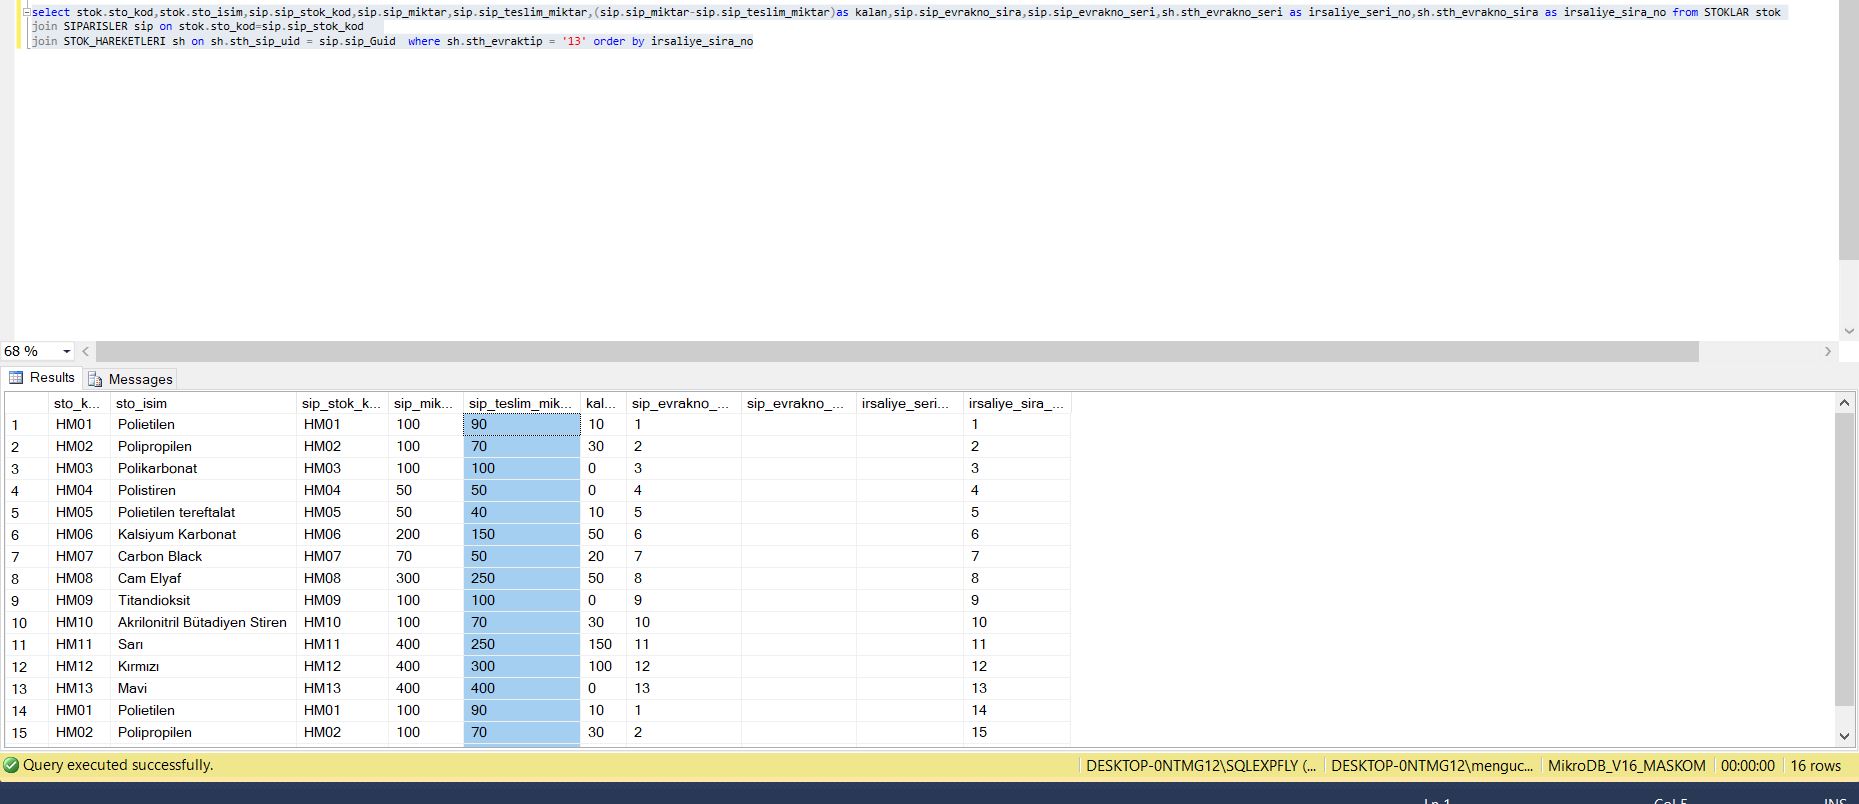 select stok.sto_kod,stok.sto_isim,sip.sip_stok_kod,sip.sip_miktar,sip.sip_teslim_miktar,(sip.sip_miktar-sip.sip_teslim_miktar)as kalan,sip.sip_evrakno_sira,sip.sip_evrakno_seri,sh.sth_evrakno_seri as irsaliye_seri_no,sh.sth_evrakno_sira as irsaliye_sira_no from STOKLAR stok
join SIPARISLER sip on stok.sto_kod=sip.sip_stok_kod
join STOK_HAREKETLERI sh on sh.sth_sip_uid = sip.sip_Guid where sh.sth_evraktip = '13' order by irsaliye_sira_no
68 %
Results Messages
sto_k... sto_isim sip_stok_k... sip_mik... sip_teslim_mik... kal... sip_evrakno_... sip_evrakno_... irsaliye_seri... irsaliye_sira_...
1 HM01 Polietilen HM01 100 90 10 1 1
2 HM02 Polipropilen HM02 100 70 30 2 2
3 HM03 Polikarbonat HM03 100 100 0 3 3
4 HM04 Polistiren HM04 50 50 0 4 4
5 HM05 Polietilen tereftalat HM05 50 40 10 5 5
6 HM06 Kalsiyum Karbonat HM06 200 150 50 6 6
7 HM07 Carbon Black HM07 70 50 20 7 7
8 HM08 Cam Elyaf HM08 300 250 50 8 8
9 HM09 Titandioksit HM09 100 100 0 9 9
10 HM10 Akrilonitril Bütadiyen Stiren HM10 100 70 30 10 10
11 HM11 Sarı HM11 400 250 150 11 11
12 HM12 Kırmızı HM12 400 300 100 12 12
13 HM13 Mavi HM13 400 400 0 13 13
14 HM01 Polietilen HM01 100 90 10 1 14
15 HM02 Polipropilen HM02 100 70 30 2 15
Query executed successfully. DESKTOP-0NTMG12\SQLEXPFLY (... DESKTOP-0NTMG12\menguc... MikroDB_V16_MASKOM 00:00:00 16 rows
Ln 1 Col 5 INS